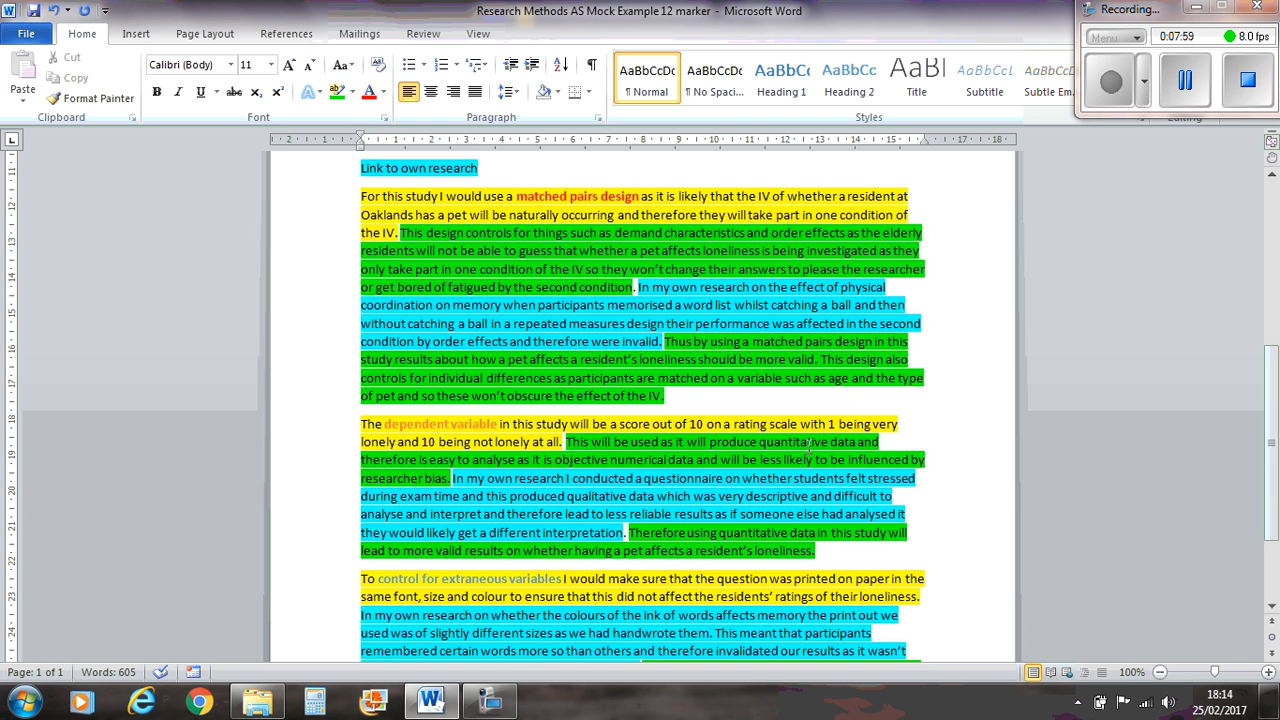 Research Methods AS Mock Example 12 marker - Microsoft Word
Recording...
File Home Insert Page Layout References Mailings Review View
Menu 0:07:59 8.0 fps
Cut
Copy
Format Painter
Paste
Calibri (Body) 11
AaBbCcDc AaBbCcDc AaBbCc AaBbCc AaBl AaBbCcL AaBbCcDc
¶ Normal ¶ No Spaci... Heading 1 Heading 2 Title Subtitle Subtle Em...
Clipboard Font Paragraph Styles Editing
2 1 1 2 3 4 5 6 7 8 9 10 11 12 13 14 15 17 18
Link to own research
For this study I would use a matched pairs design as it is likely that the IV of whether a resident at
Oaklands has a pet will be naturally occurring and therefore they will take part in one condition of
the IV. This design controls for things such as demand characteristics and order effects as the elderly
residents will not be able to guess that whether a pet affects loneliness is being investigated as they
only take part in one condition of the IV so they won't change their answers to please the researcher
or get bored of fatigued by the second condition. In my own research on the effect of physical
coordination on memory when participants memorised a word list whilst catching a ball and then
without catching a ball in a repeated measures design their performance was affected in the second
condition by order effects and therefore were invalid. Thus by using a matched pairs design in this
study results about how a pet affects a resident's loneliness should be more valid. This design also
controls for individual differences as participants are matched on a variable such as age and the type
of pet and so these won't obscure the effect of the IV.
The dependent variable in this study will be a score out of 10 on a rating scale with 1 being very
lonely and 10 being not lonely at all. This will be used as it will produce quantitative data and
therefore is easy to analyse as it is objective numerical data and will be less likely to be influenced by
researcher bias. In my own research I conducted a questionnaire on whether students felt stressed
during exam time and this produced qualitative data which was very descriptive and difficult to
analyse and interpret and therefore lead to less reliable results as if someone else had analysed it
they would likely get a different interpretation. Therefore using quantitative data in this study will
lead to more valid results on whether having a pet affects a resident's loneliness.
To control for extraneous variables I would make sure that the question was printed on paper in the
same font, size and colour to ensure that this did not affect the residents' ratings of their loneliness.
In my own research on whether the colours of the ink of words affects memory the print out we
used was of slightly different sizes as we had handwrote them. This meant that participants
remembered certain words more so than others and therefore invalidated our results as it wasn't
Page: 1 of 1 Words: 605 100%
18:14
25/02/2017